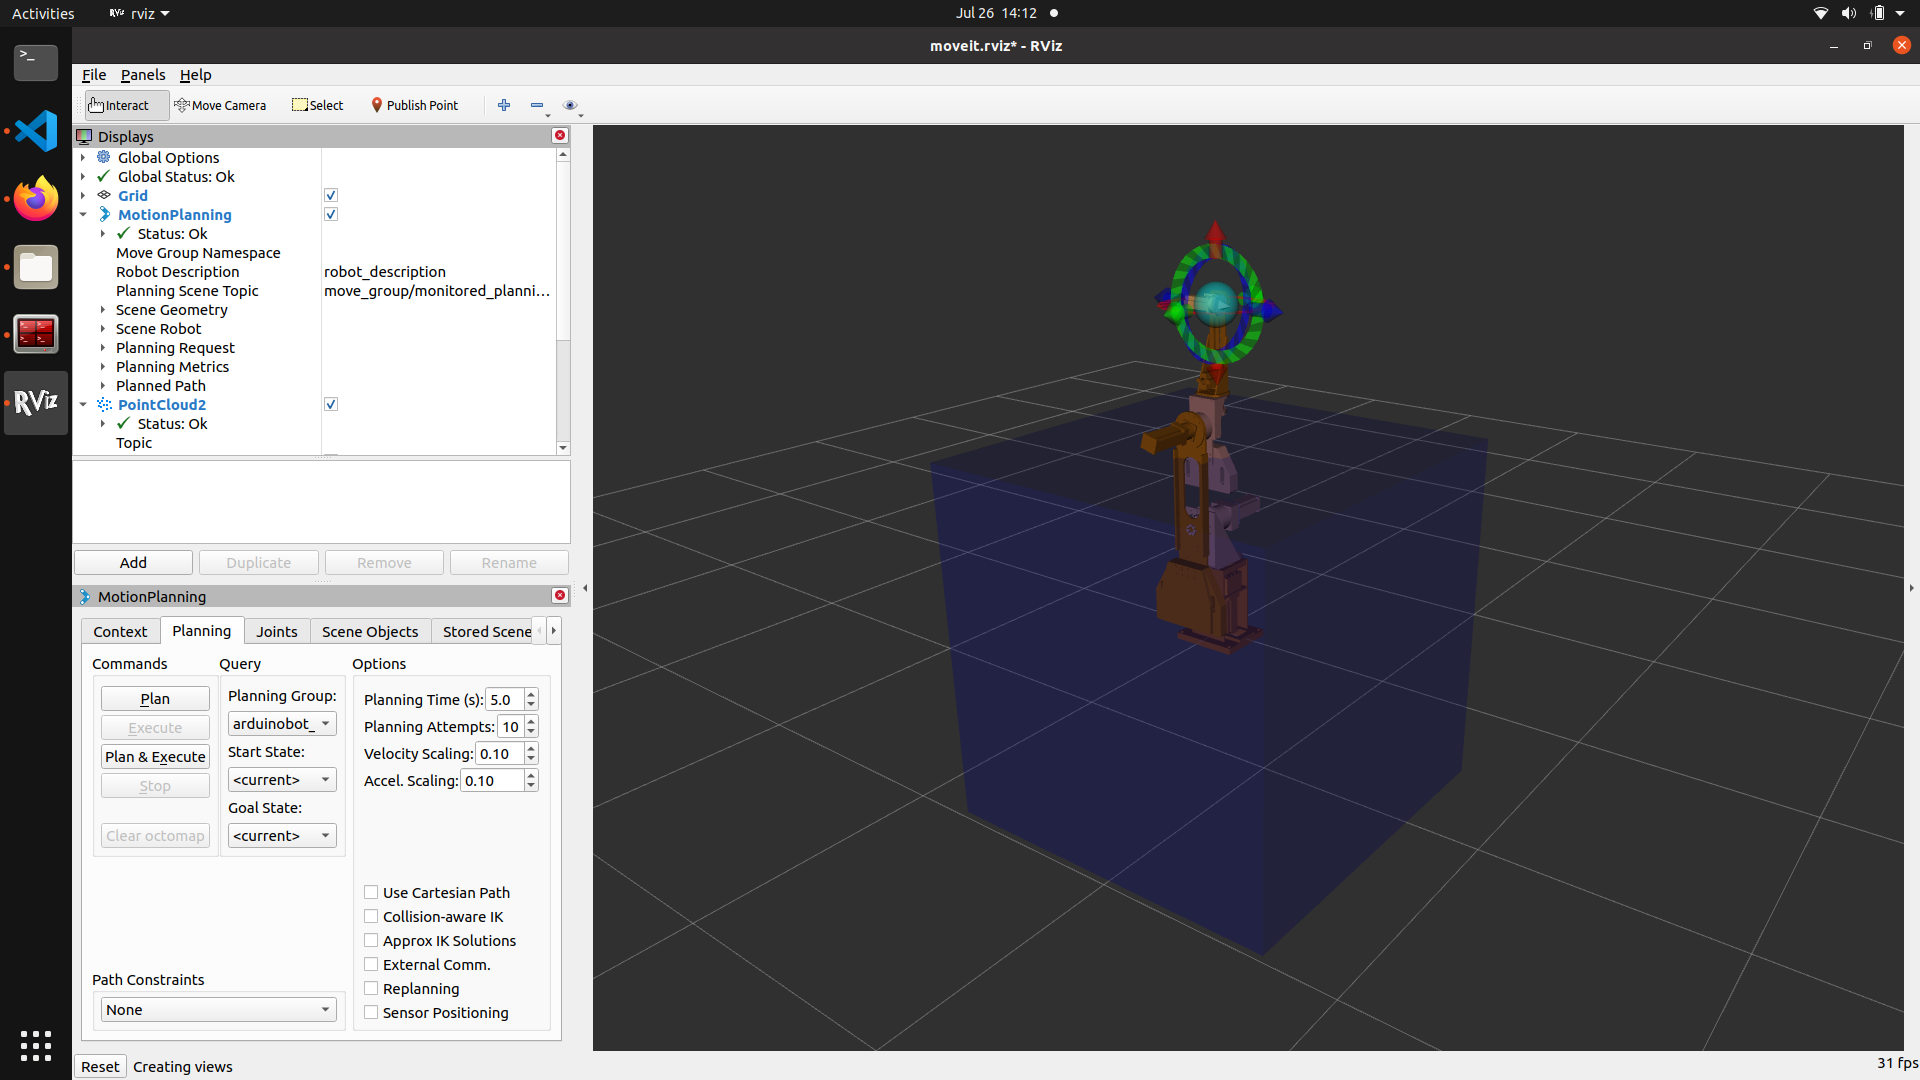 Activities
rviz
Jul 26 14:12
moveit.rviz* - RViz
File Panels Help
Interact Move Camera Select Publish Point
Displays
Global Options
Global Status: Ok
Grid
MotionPlanning
Status: Ok
Move Group Namespace
Robot Description robot_description
Planning Scene Topic move_group/monitored_planni...
Scene Geometry
Scene Robot
Planning Request
Planning Metrics
Planned Path
PointCloud2
Status: Ok
Topic
Add Duplicate Remove Rename
MotionPlanning
Context Planning Joints Scene Objects Stored Scene
Commands Query Options
Plan
Execute
Plan & Execute
Stop
Clear octomap
Planning Group:
arduinobot_
Start State:
<current>
Goal State:
<current>
Planning Time (s): 5.0
Planning Attempts: 10
Velocity Scaling: 0.10
Accel. Scaling: 0.10
Use Cartesian Path
Collision-aware IK
Approx IK Solutions
External Comm.
Replanning
Sensor Positioning
Path Constraints
None
Reset Creating views
31 fps
RViz